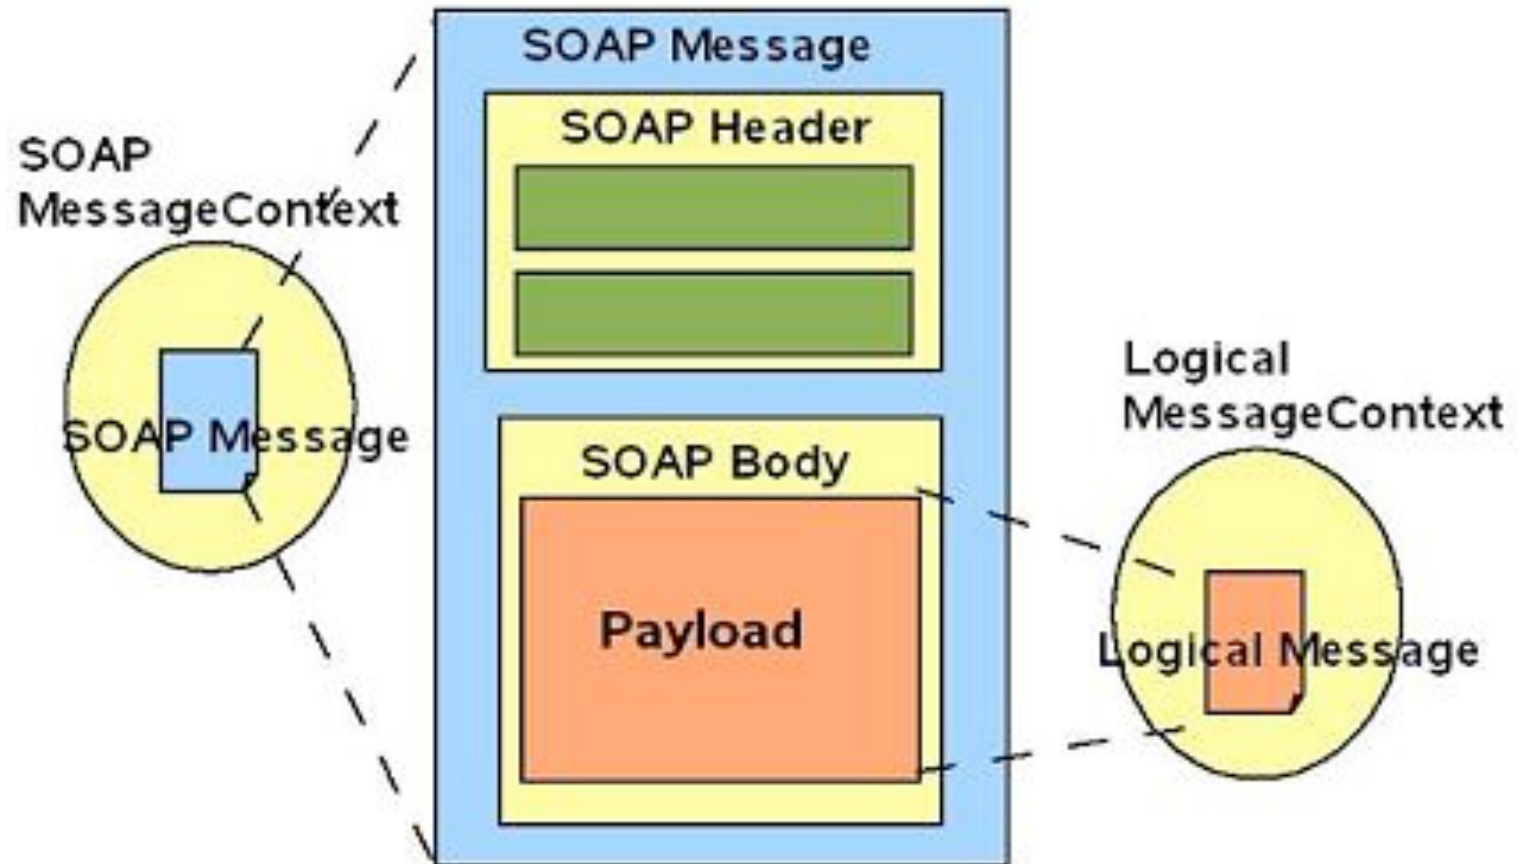 SOAP Message
SOAP Header
SOAP
MessageContext
SOAP Message
SOAP Body
Payload
Logical
MessageContext
Logical Message